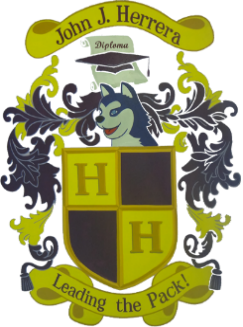 John J. Herrera
Diploma
H
H
Leading the Pack!